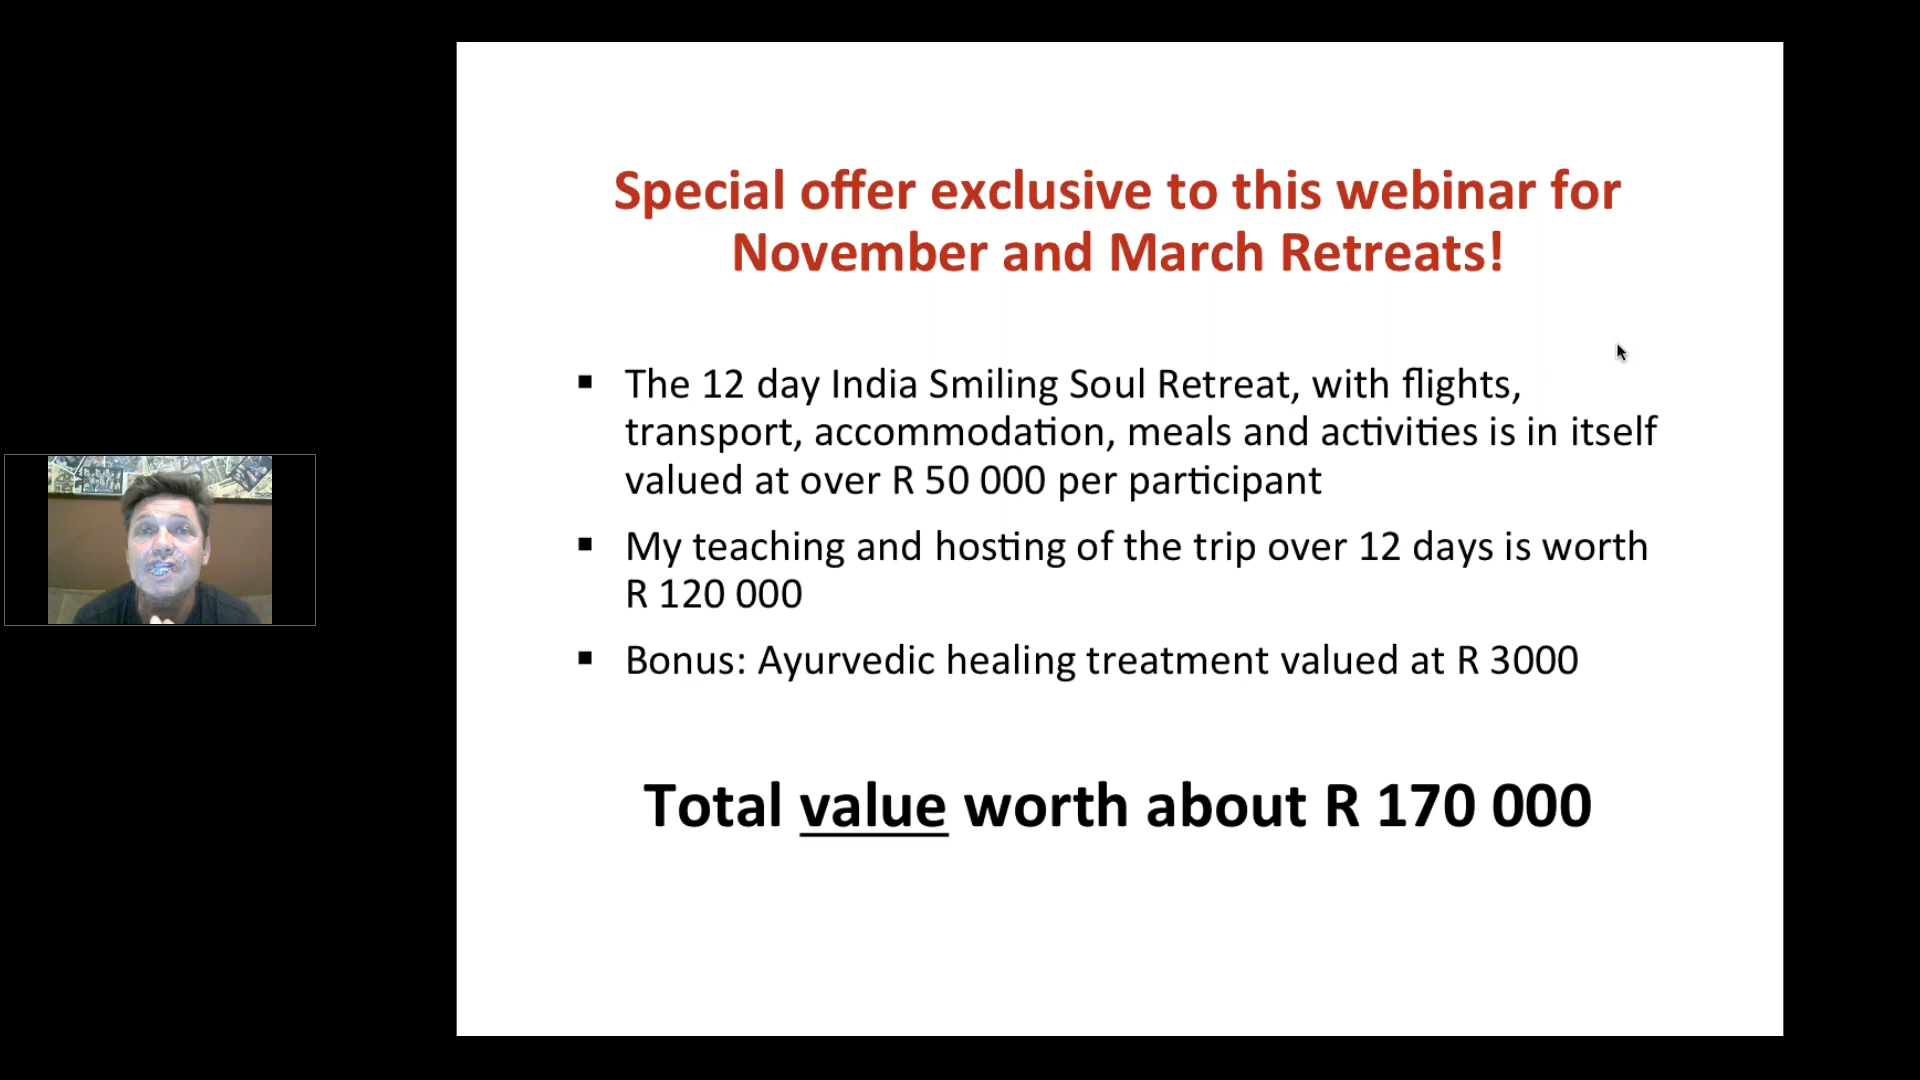 Special offer exclusive to this webinar for
November and March Retreats!
▪ The 12 day India Smiling Soul Retreat, with flights,
transport, accommodation, meals and activities is in itself
valued at over R 50 000 per participant
▪ My teaching and hosting of the trip over 12 days is worth
R 120 000
▪ Bonus: Ayurvedic healing treatment valued at R 3000
Total value worth about R 170 000